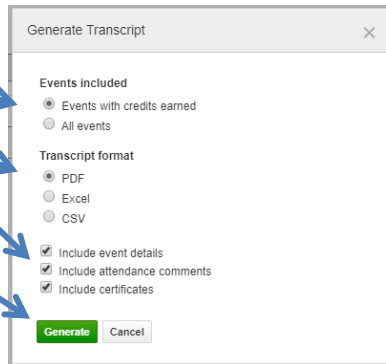 Generate Transcript
Events included
Events with credits earned
All events
Transcript format
PDF
Excel
CSV
Include event details
Include attendance comments
Include certificates
Generate Cancel